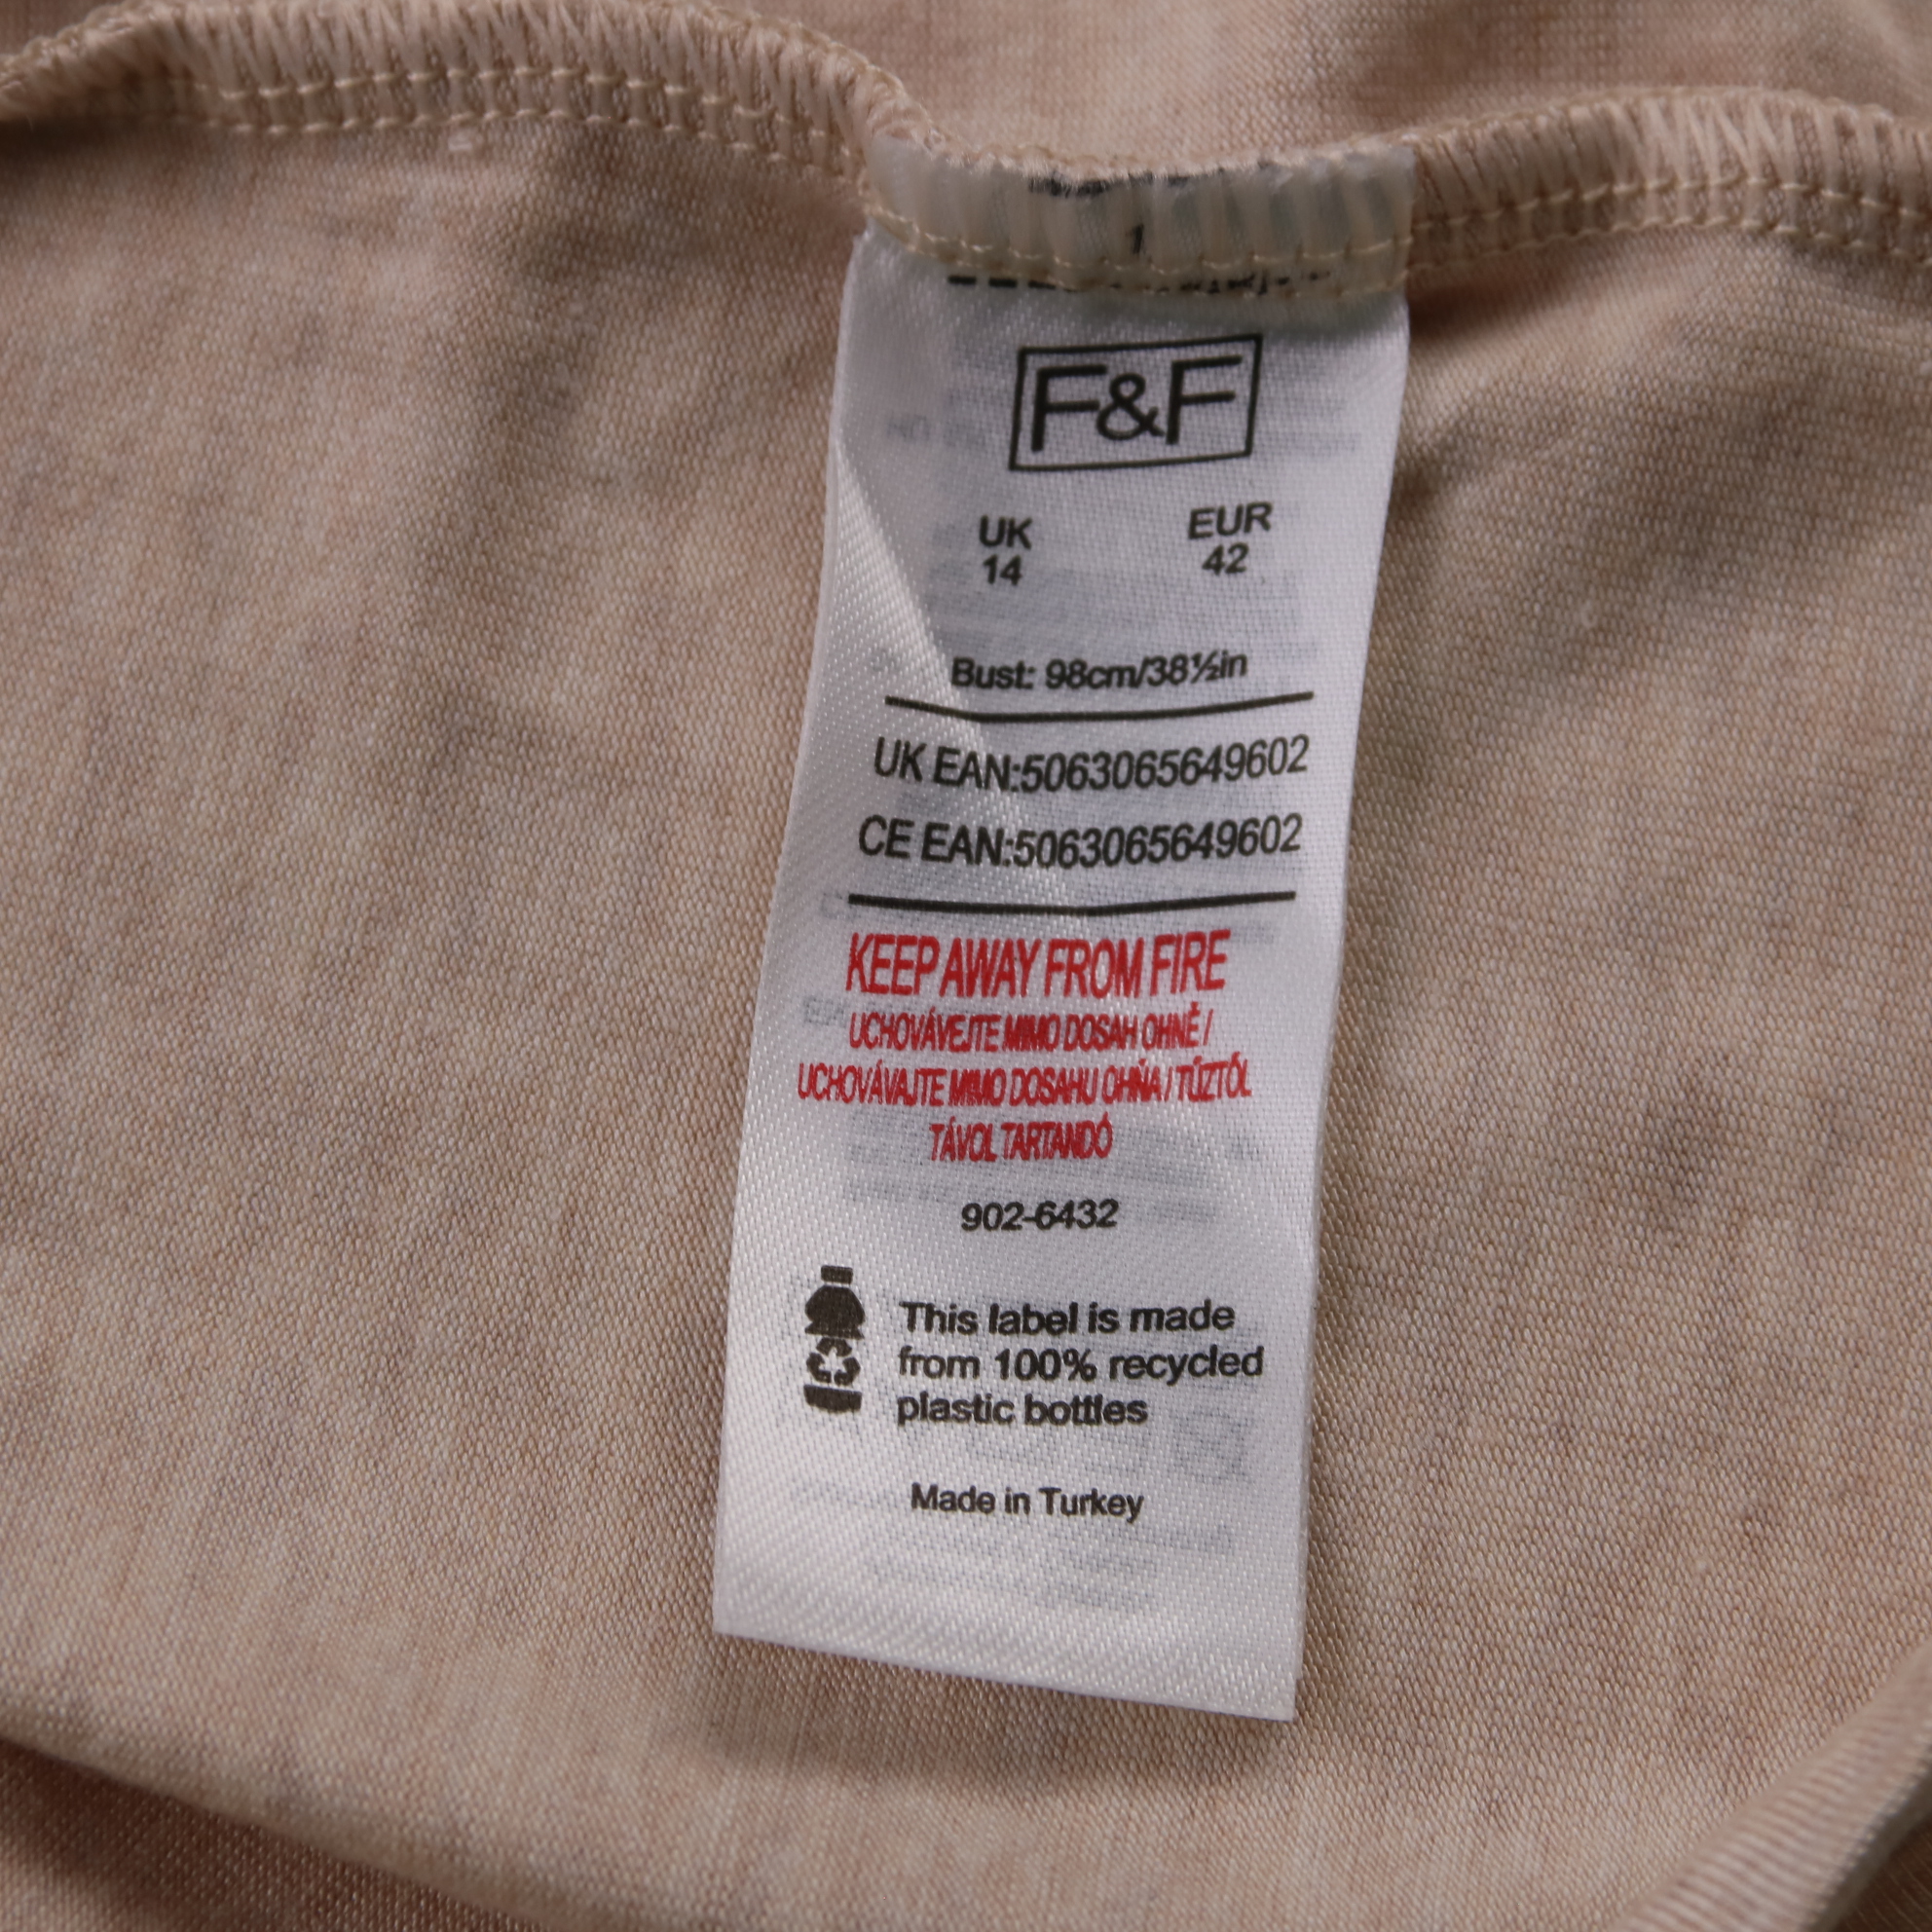 1
F&F
UK EUR
14 42
Bust: 98cm/38½in
UK EAN:5063065649602
CE EAN:5063065649602
KEEP AWAY FROM FIRE
UCHOVÁVEJTE MIMO DOSAH OHNĚ /
UCHOVÁVAJTE MIMO DOSAHU OHŇA / TŰZTŐL
TÁVOL TARTANDÓ
902-6432
This label is made
from 100% recycled
plastic bottles
Made in Turkey